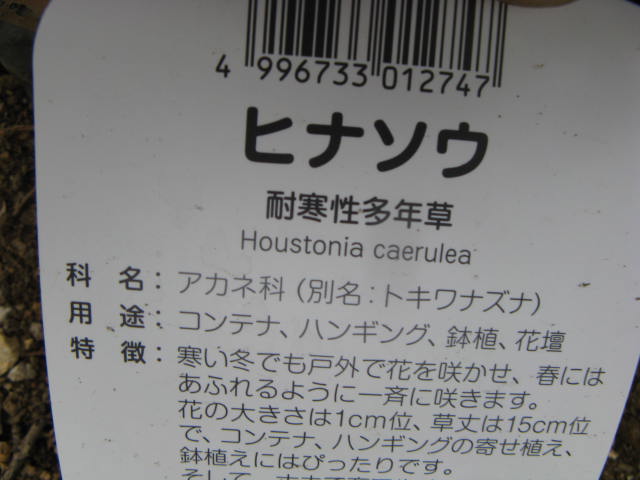 4 996733 012747
ヒナソウ
耐寒性多年草
Houstonia caerulea
科 名：アカネ科（別名：トキワナズナ）
用 途：コンテナ、ハンギング、鉢植、花壇
特 徴：寒い冬でも戸外で花を咲かせ、春には
あふれるように一斉に咲きます。
花の大きさは1cm位、草丈は15cm位
で、コンテナ、ハンギングの寄せ植え、
鉢植えにはぴったりです。